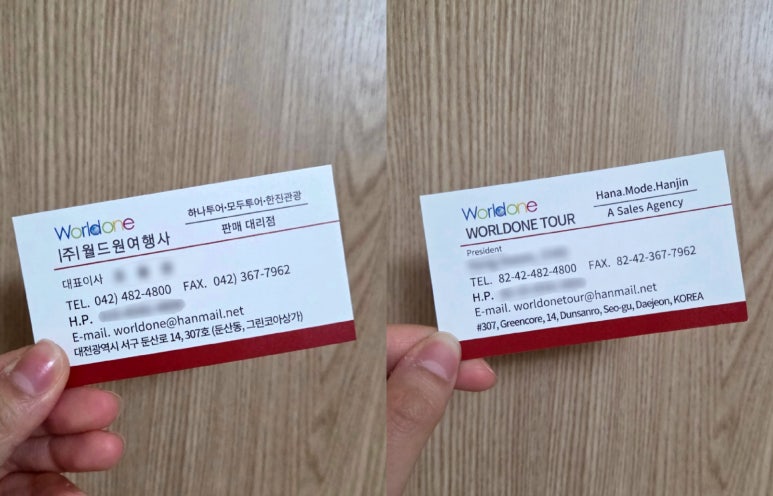 Worldone
|주|월드원여행사
하나투어·모두투어·한진관광
판매 대리점
대표이사
TEL. 042) 482-4800 FAX. 042) 367-7962
H.P.
E-mail. worldone@hanmail.net
대전광역시 서구 둔산로 14, 307호 (둔산동, 그린코아상가)
Worldone
WORLDONE TOUR
Hana.Mode.Hanjin
A Sales Agency
President
TEL. 82-42-482-4800 FAX. 82-42-367-7962
H.P.
E-mail. worldonetour@hanmail.net
#307, Greencore, 14, Dunsanro, Seo-gu, Daejeon, KOREA